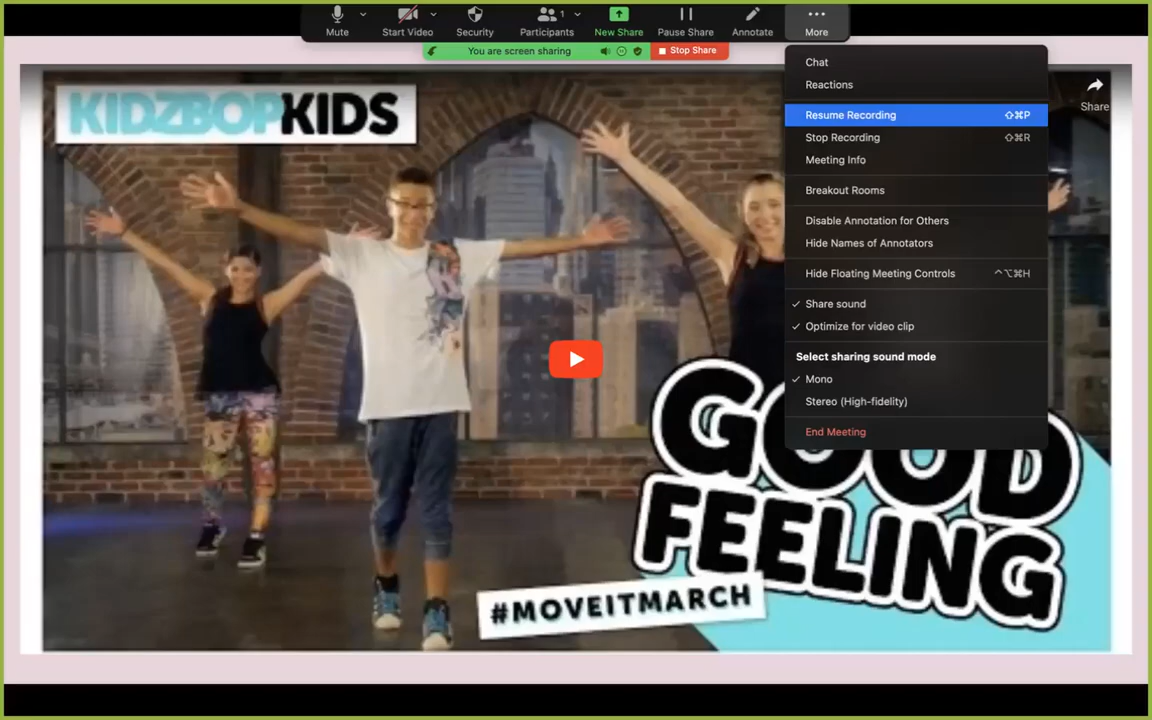 Mute
Start Video
Security
Participants
1
New Share
Pause Share
Annotate
More
You are screen sharing
Stop Share
Chat
Reactions
Resume Recording ⇧⌘P
Stop Recording ⇧⌘R
Meeting Info
Breakout Rooms
Disable Annotation for Others
Hide Names of Annotators
Hide Floating Meeting Controls ^⌥⌘H
✓ Share sound
✓ Optimize for video clip
Select sharing sound mode
✓ Mono
Stereo (High-fidelity)
End Meeting
Share
KIDZBOPKIDS
GOOD
FEELING
#MOVEITMARCH